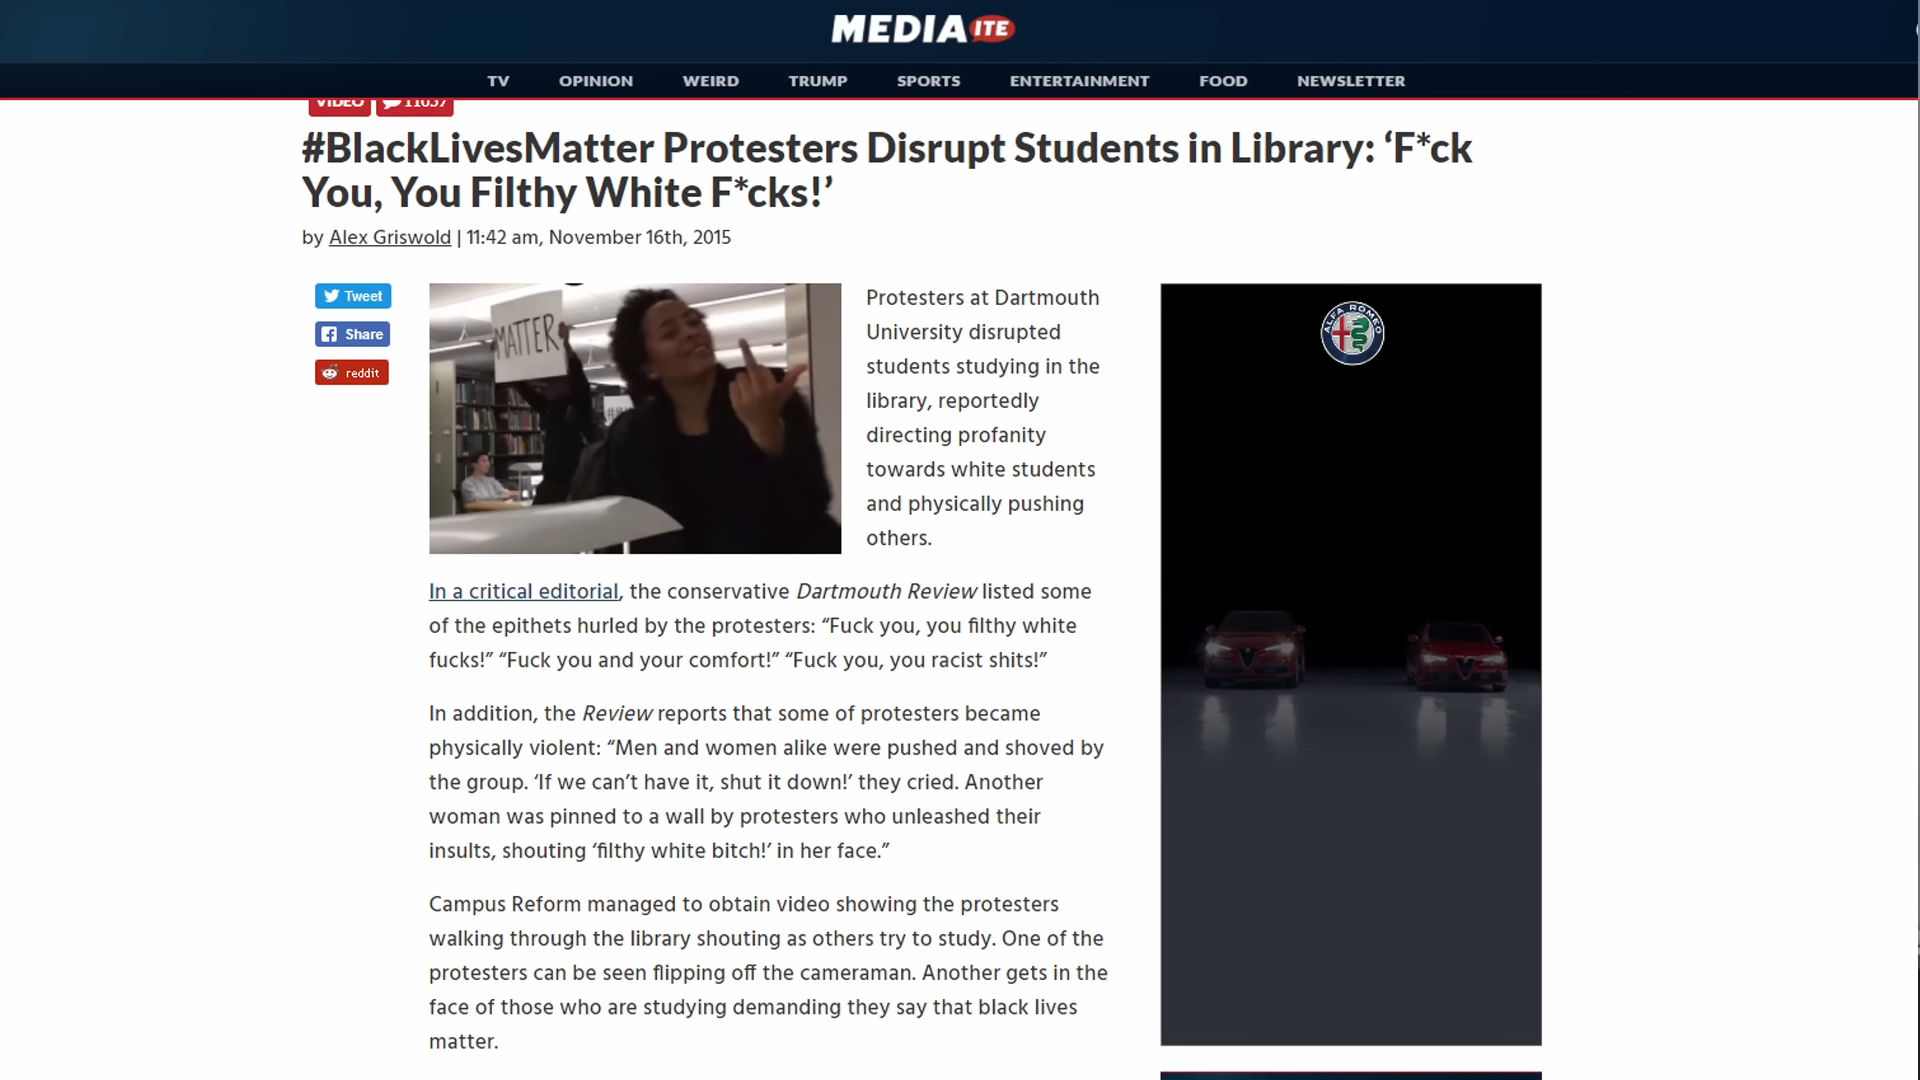 MEDIAITE
TV OPINION WEIRD TRUMP SPORTS ENTERTAINMENT FOOD NEWSLETTER
VIDEO 11037
#BlackLivesMatter Protesters Disrupt Students in Library: ‘F*ck
You, You Filthy White F*cks!’
by Alex Griswold | 11:42 am, November 16th, 2015
Tweet
Share
reddit
MATTER
Protesters at Dartmouth
University disrupted
students studying in the
library, reportedly
directing profanity
towards white students
and physically pushing
others.
In a critical editorial, the conservative Dartmouth Review listed some
of the epithets hurled by the protesters: “Fuck you, you filthy white
fucks!” “Fuck you and your comfort!” “Fuck you, you racist shits!”
In addition, the Review reports that some of protesters became
physically violent: “Men and women alike were pushed and shoved by
the group. ‘If we can’t have it, shut it down!’ they cried. Another
woman was pinned to a wall by protesters who unleashed their
insults, shouting ‘filthy white bitch!’ in her face.”
Campus Reform managed to obtain video showing the protesters
walking through the library shouting as others try to study. One of the
protesters can be seen flipping off the cameraman. Another gets in the
face of those who are studying demanding they say that black lives
matter.
ALFA ROMEO